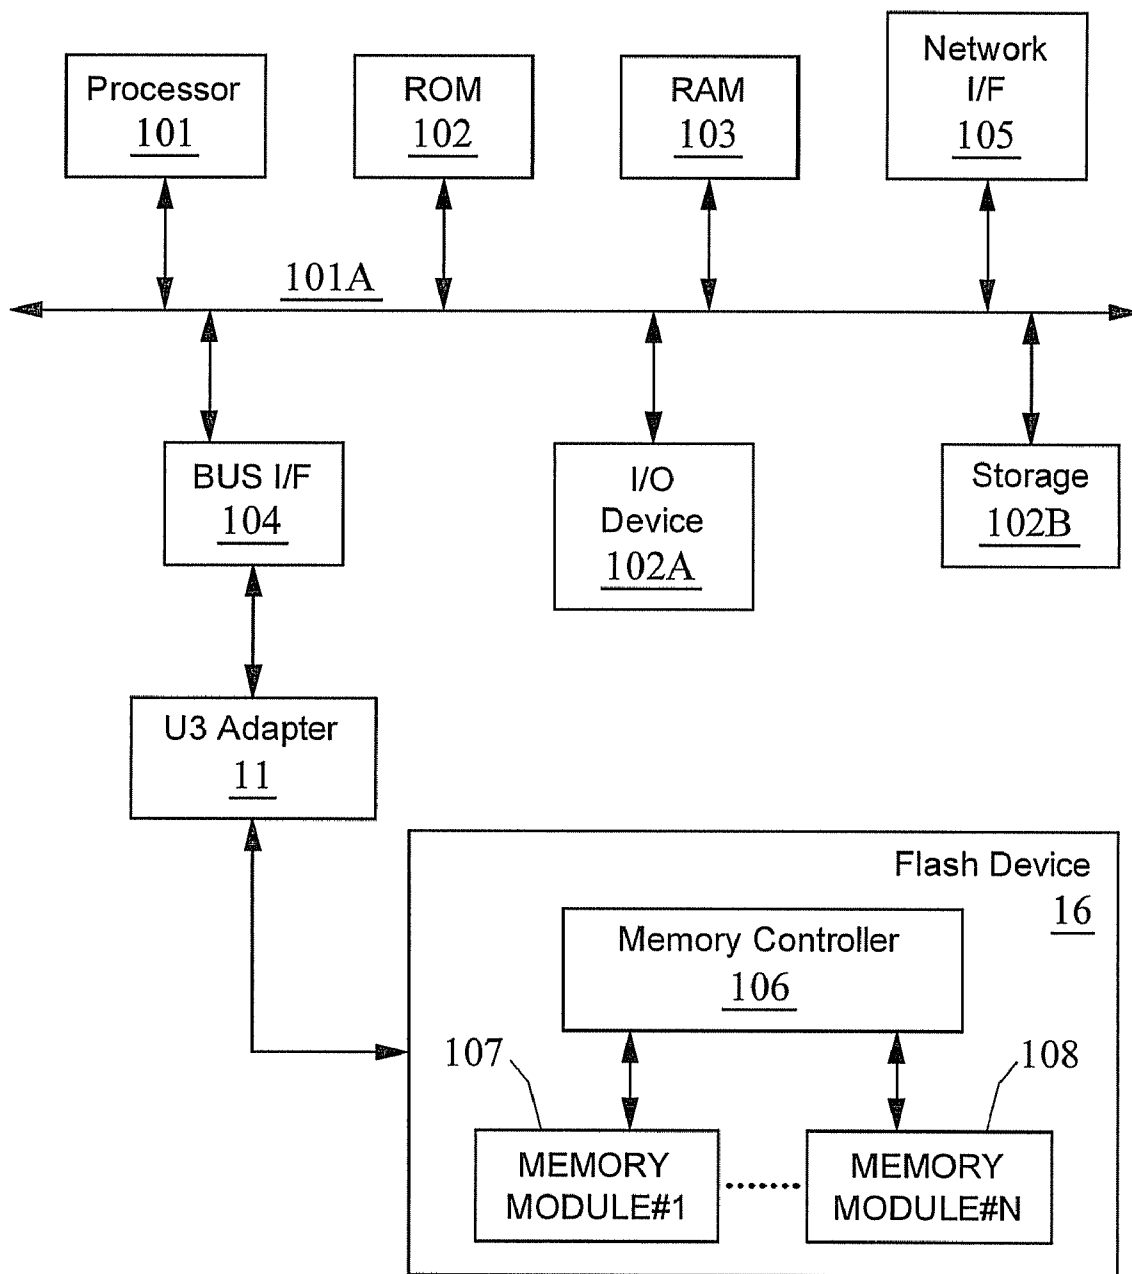 Processor
101
ROM
102
RAM
103
Network
I/F
105
101A
BUS I/F
104
I/O
Device
102A
Storage
102B
U3 Adapter
11
Flash Device
16
Memory Controller
106
107
108
MEMORY
MODULE#1
MEMORY
MODULE#N